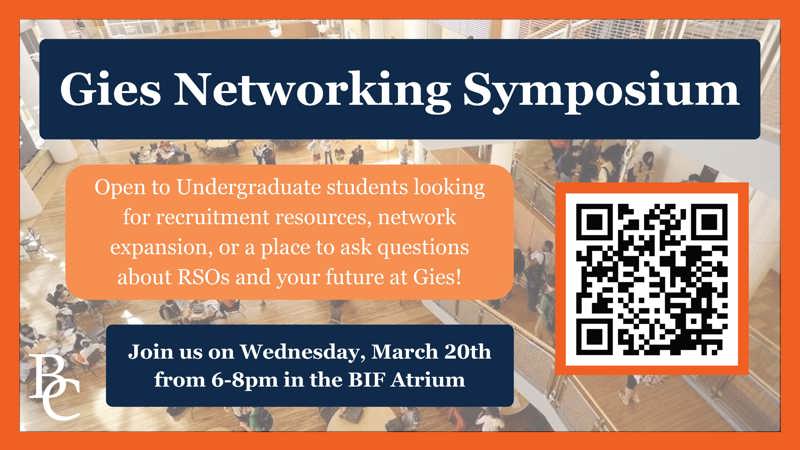 Gies Networking Symposium
Open to Undergraduate students looking
for recruitment resources, network
expansion, or a place to ask questions
about RSOs and your future at Gies!
Join us on Wednesday, March 20th
from 6-8pm in the BIF Atrium
BC